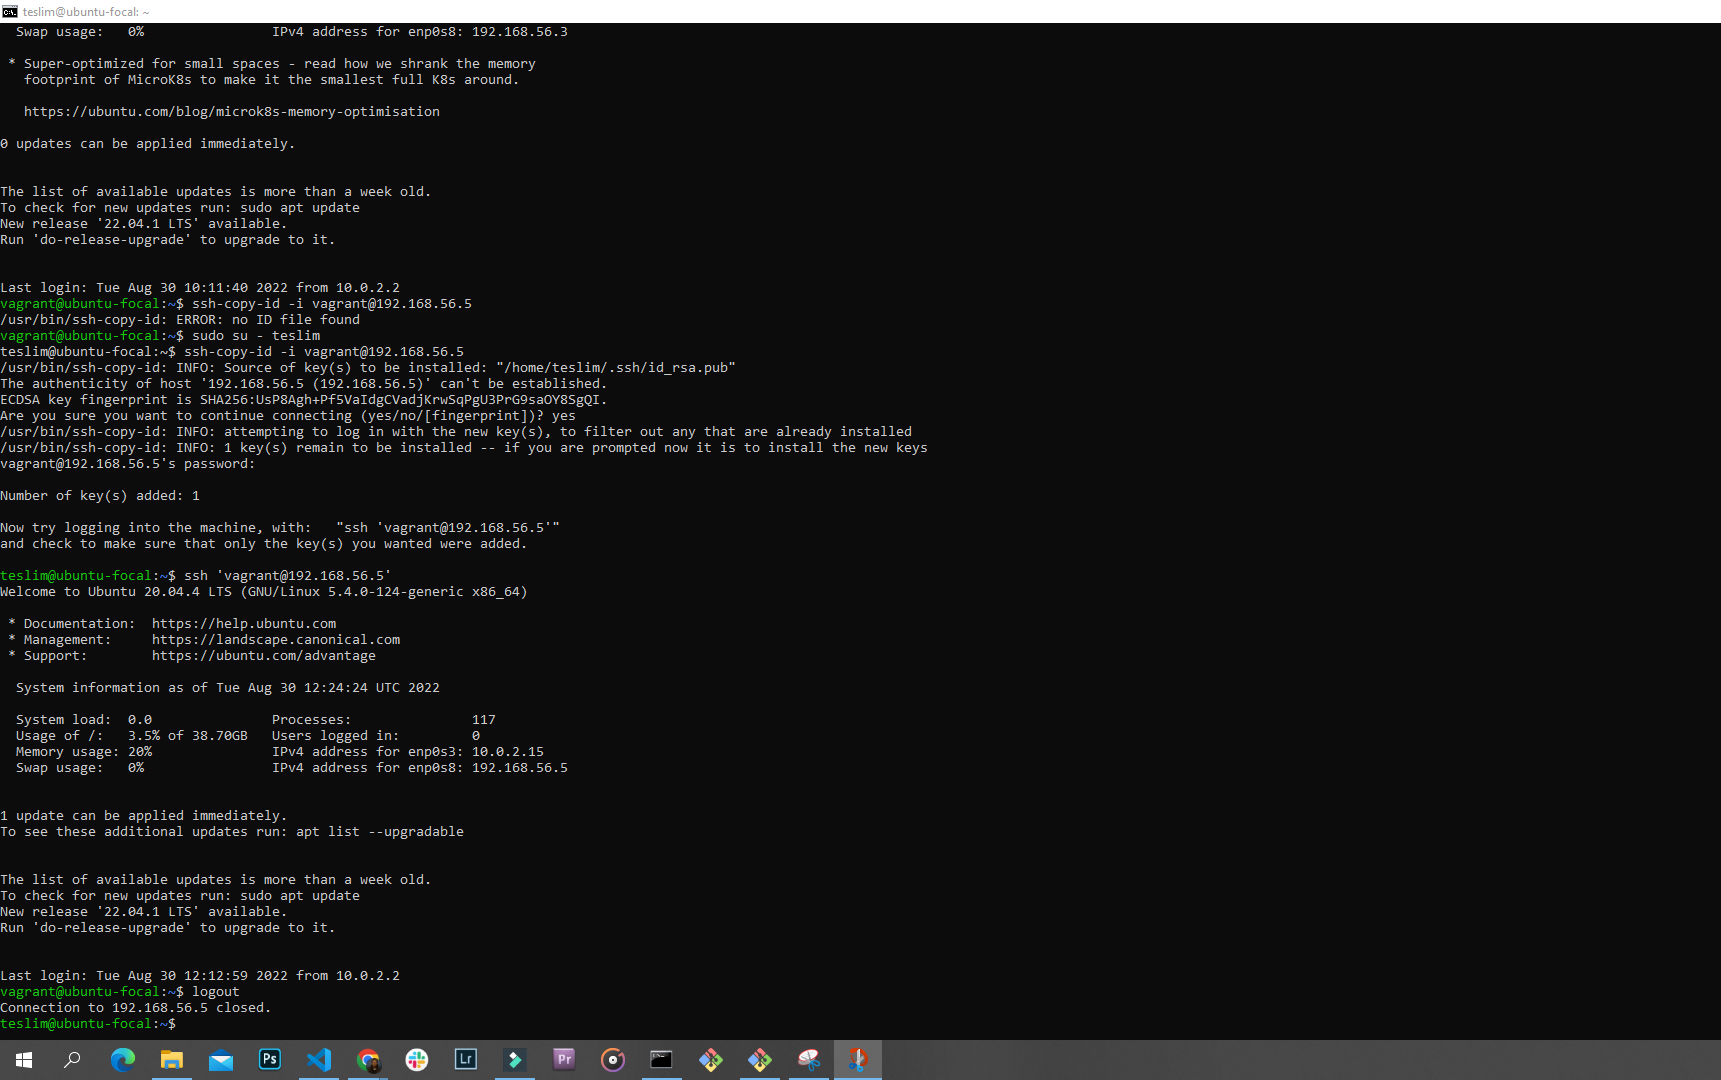 teslim@ubuntu-focal: ~
Swap usage:   0%                IPv4 address for enp0s8: 192.168.56.3
* Super-optimized for small spaces - read how we shrank the memory
footprint of MicroK8s to make it the smallest full K8s around.
https://ubuntu.com/blog/microk8s-memory-optimisation
0 updates can be applied immediately.
The list of available updates is more than a week old.
To check for new updates run: sudo apt update
New release '22.04.1 LTS' available.
Run 'do-release-upgrade' to upgrade to it.
Last login: Tue Aug 30 10:11:40 2022 from 10.0.2.2
vagrant@ubuntu-focal:~$ ssh-copy-id -i vagrant@192.168.56.5
/usr/bin/ssh-copy-id: ERROR: no ID file found
vagrant@ubuntu-focal:~$ sudo su - teslim
teslim@ubuntu-focal:~$ ssh-copy-id -i vagrant@192.168.56.5
/usr/bin/ssh-copy-id: INFO: Source of key(s) to be installed: "/home/teslim/.ssh/id_rsa.pub"
The authenticity of host '192.168.56.5 (192.168.56.5)' can't be established.
ECDSA key fingerprint is SHA256:UsP8Agh+Pf5VaIdgCVadjKrwSqPgU3PrG9saOY8SgQI.
Are you sure you want to continue connecting (yes/no/[fingerprint])? yes
/usr/bin/ssh-copy-id: INFO: attempting to log in with the new key(s), to filter out any that are already installed
/usr/bin/ssh-copy-id: INFO: 1 key(s) remain to be installed -- if you are prompted now it is to install the new keys
vagrant@192.168.56.5's password:
Number of key(s) added: 1
Now try logging into the machine, with:   "ssh 'vagrant@192.168.56.5'"
and check to make sure that only the key(s) you wanted were added.
teslim@ubuntu-focal:~$ ssh 'vagrant@192.168.56.5'
Welcome to Ubuntu 20.04.4 LTS (GNU/Linux 5.4.0-124-generic x86_64)
* Documentation:  https://help.ubuntu.com
* Management:     https://landscape.canonical.com
* Support:        https://ubuntu.com/advantage
System information as of Tue Aug 30 12:24:24 UTC 2022
System load:  0.0               Processes:               117
Usage of /:   3.5% of 38.70GB   Users logged in:         0
Memory usage: 20%               IPv4 address for enp0s3: 10.0.2.15
Swap usage:   0%                IPv4 address for enp0s8: 192.168.56.5
1 update can be applied immediately.
To see these additional updates run: apt list --upgradable
The list of available updates is more than a week old.
To check for new updates run: sudo apt update
New release '22.04.1 LTS' available.
Run 'do-release-upgrade' to upgrade to it.
Last login: Tue Aug 30 12:12:59 2022 from 10.0.2.2
vagrant@ubuntu-focal:~$ logout
Connection to 192.168.56.5 closed.
teslim@ubuntu-focal:~$
Ps Lr Pr